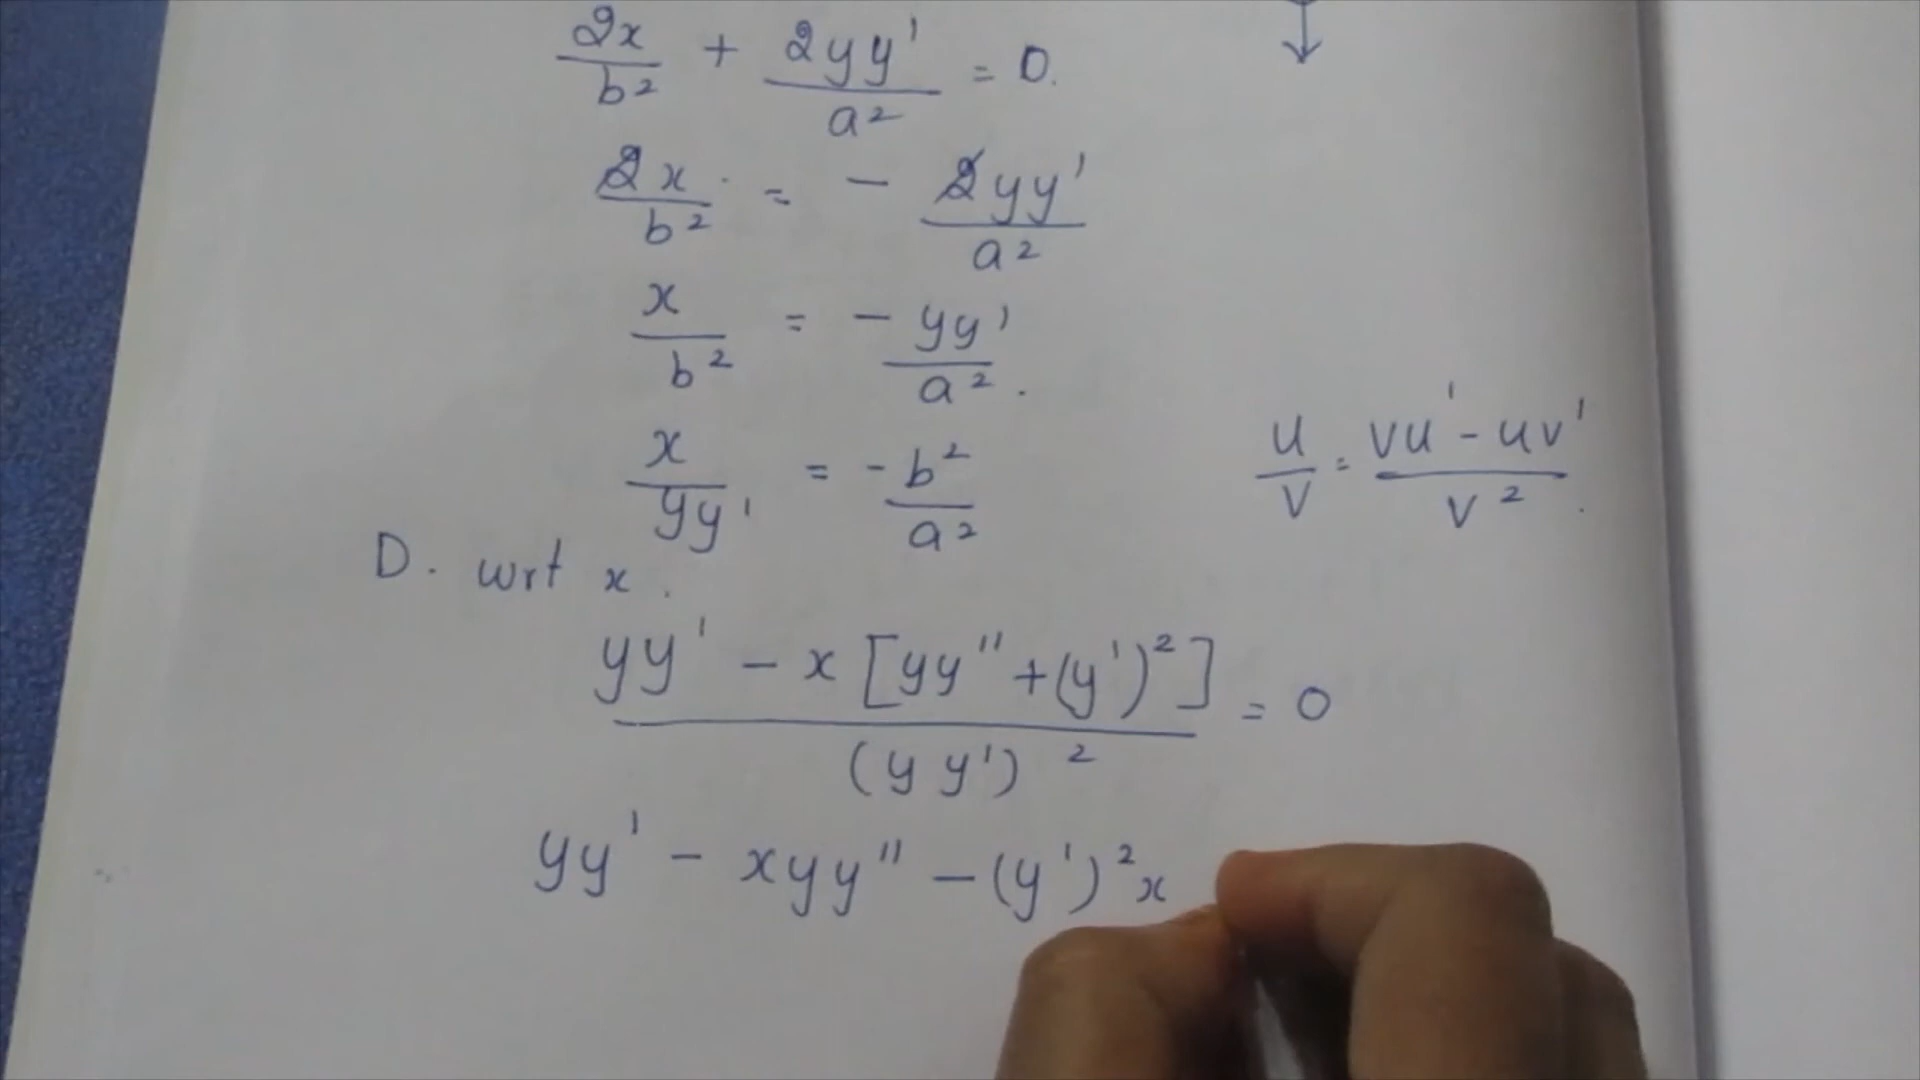 2x/b² + 2yy'/a² = 0.
2x/b² = - 2yy'/a²
x/b² = - yy'/a².
x/yy' = - b²/a²
u/v = vu' - uv'/v².
D. wrt x.
yy' - x[yy'' + (y')²]/(yy')² = 0
yy' - xyy'' - (y')²x